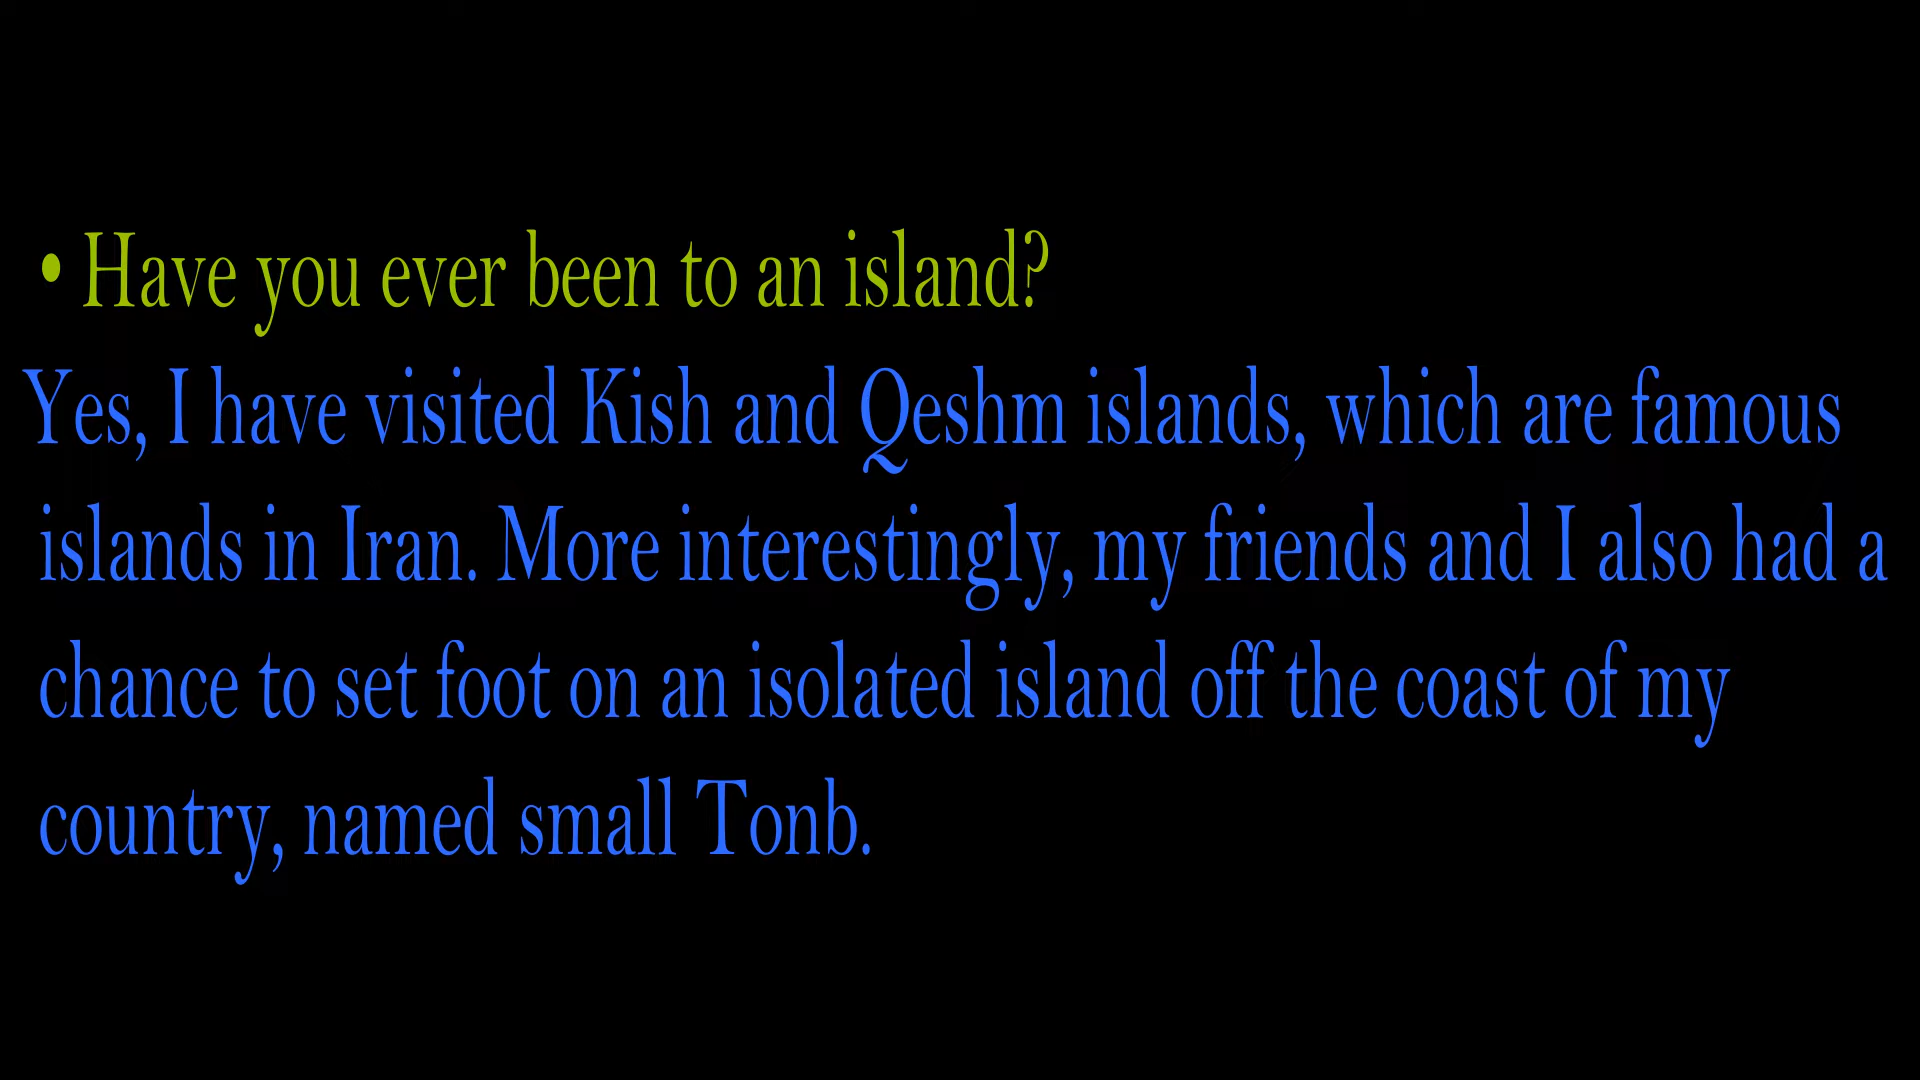 • Have you ever been to an island?
Yes, I have visited Kish and Qeshm islands, which are famous
islands in Iran. More interestingly, my friends and I also had a
chance to set foot on an isolated island off the coast of my
country, named small Tonb.